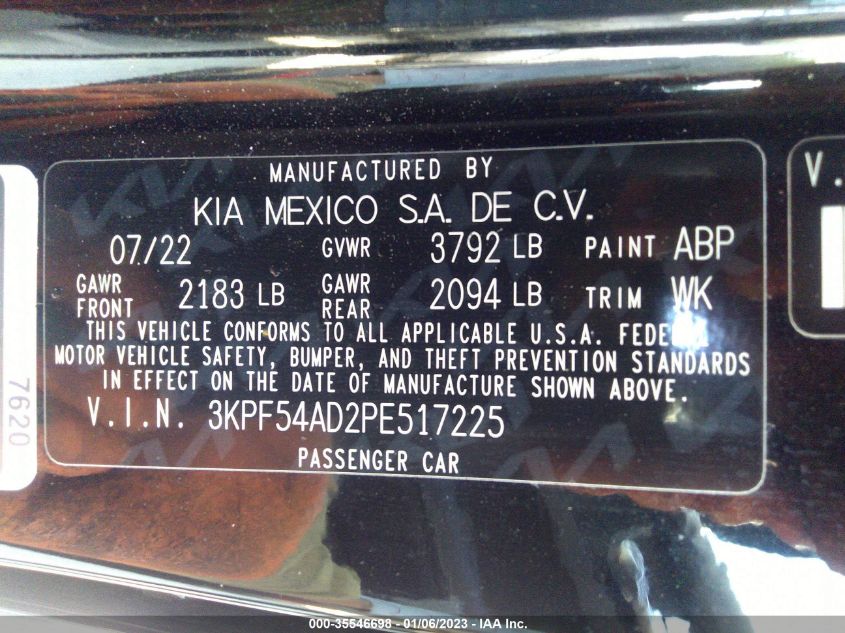 MANUFACTURED BY
KIA MEXICO S.A. DE C.V.
07/22 GVWR 3792 LB PAINT ABP
GAWR FRONT 2183 LB GAWR REAR 2094 LB TRIM WK
THIS VEHICLE CONFORMS TO ALL APPLICABLE U.S.A. FEDERAL
MOTOR VEHICLE SAFETY, BUMPER, AND THEFT PREVENTION STANDARDS
IN EFFECT ON THE DATE OF MANUFACTURE SHOWN ABOVE.
V.I.N. 3KPF54AD2PE517225
PASSENGER CAR
7620
V.
000-35546698 - 01/06/2023 - IAA Inc.